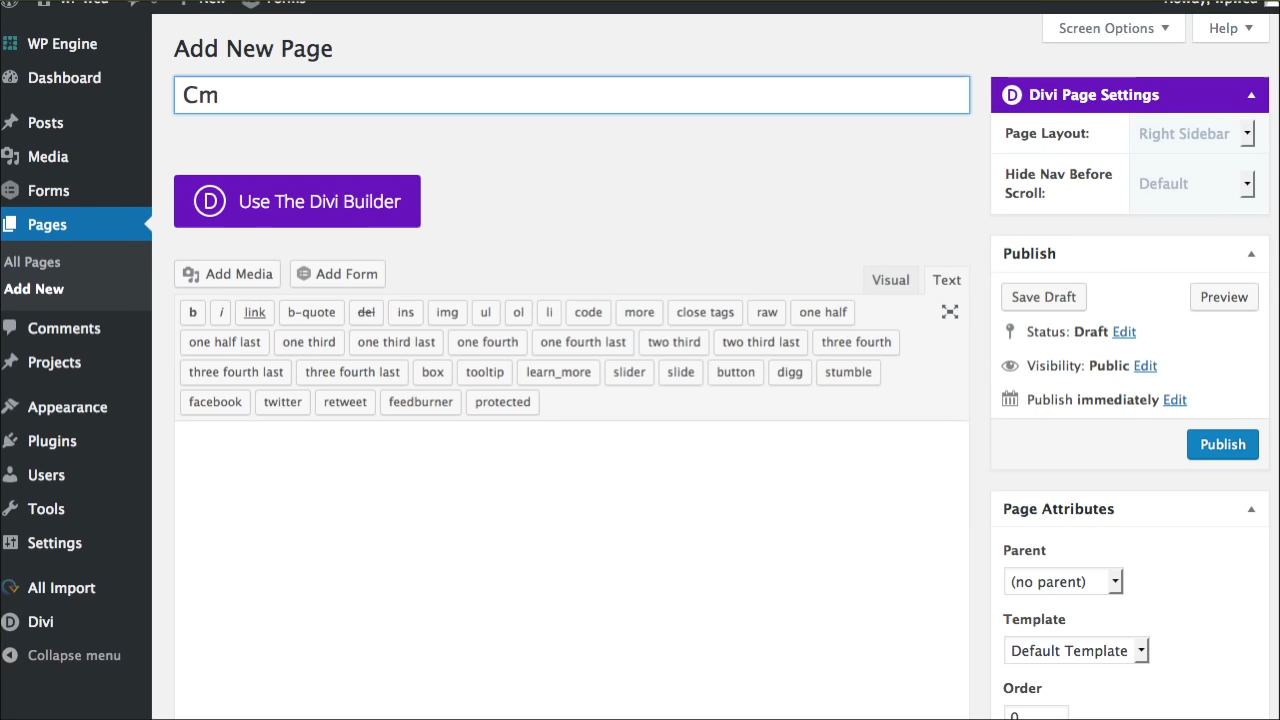 Screen Options
Help
WP Engine
Dashboard
Posts
Media
Forms
Pages
All Pages
Add New
Comments
Projects
Appearance
Plugins
Users
Tools
Settings
All Import
Divi
Collapse menu
Add New Page
Cm
D Use The Divi Builder
Add Media Add Form
Visual Text
b i link b-quote del ins img ul ol li code more close tags raw one half
one half last one third one third last one fourth one fourth last two third two third last three fourth
three fourth last three fourth last box tooltip learn_more slider slide button digg stumble
facebook twitter retweet feedburner protected
D Divi Page Settings
Page Layout: Right Sidebar
Hide Nav Before Scroll: Default
Publish
Save Draft Preview
Status: Draft Edit
Visibility: Public Edit
Publish immediately Edit
Publish
Page Attributes
Parent
(no parent)
Template
Default Template
Order
0